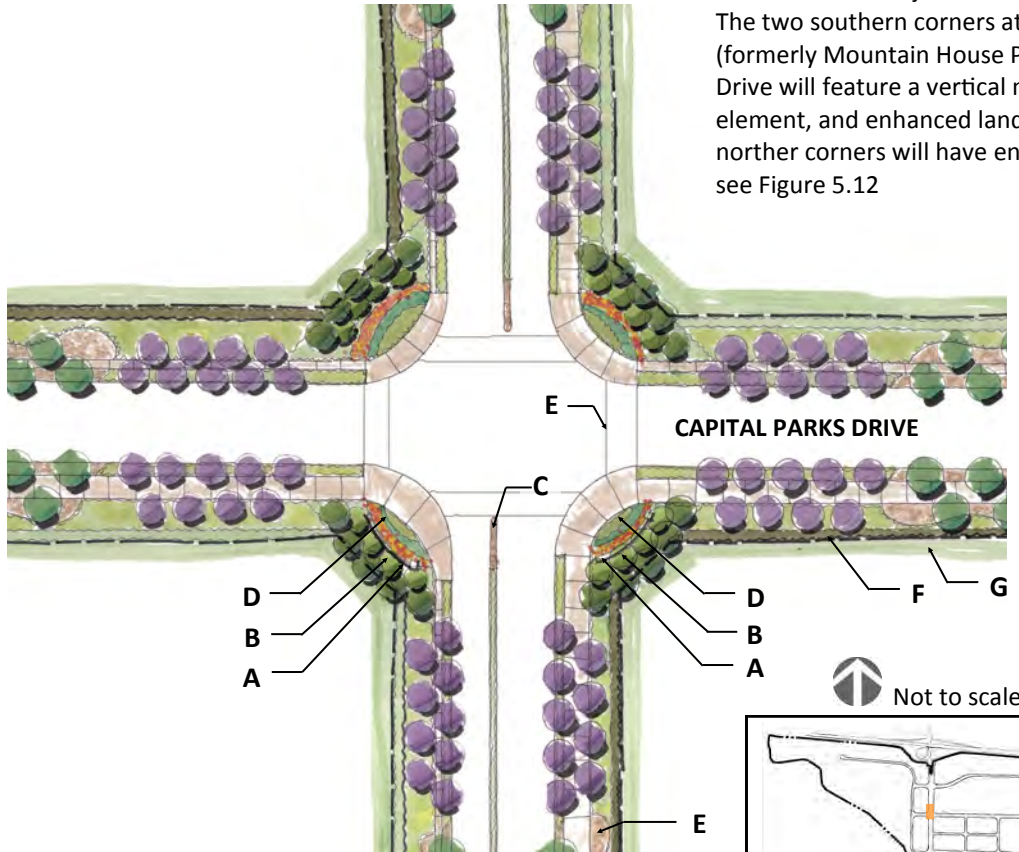 The two southern corners at
(formerly Mountain House P
Drive will feature a vertical
element, and enhanced land
norther corners will have en
see Figure 5.12
E
CAPITAL PARKS DRIVE
C
D
B
A
D
B
A
F
G
Not to scale
E